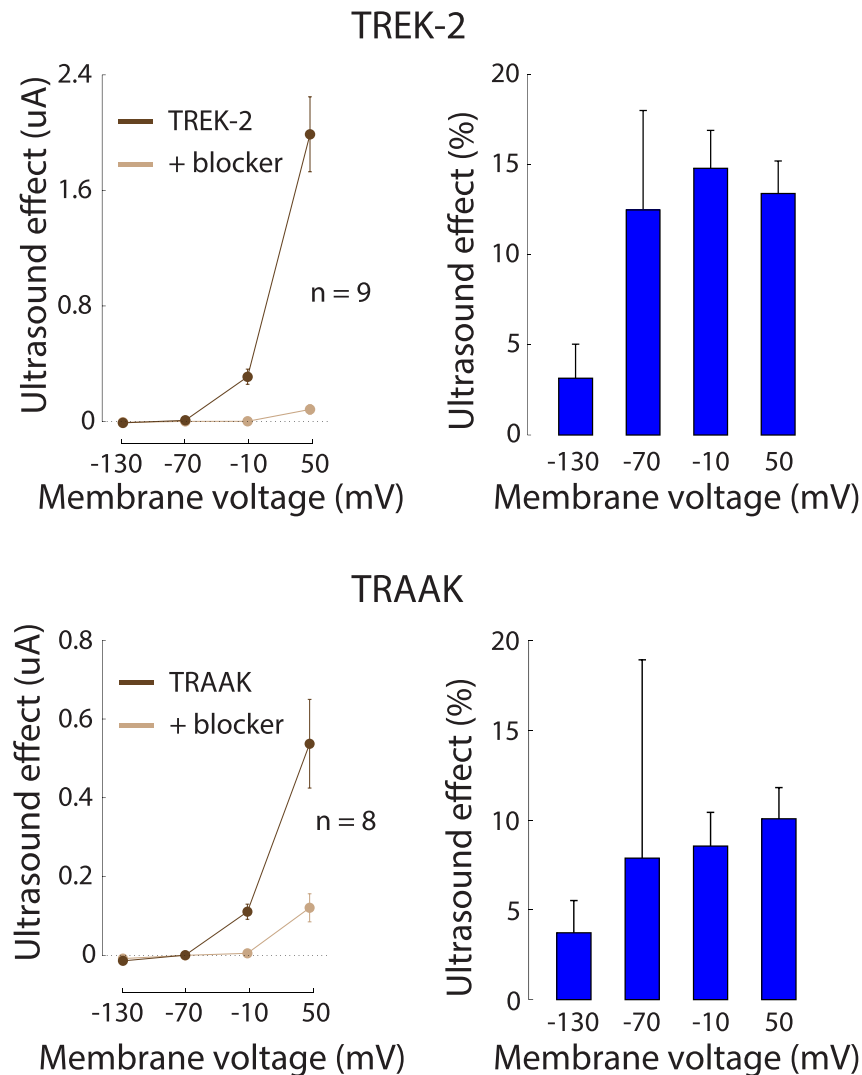 TREK-2
Ultrasound effect (uA)
2.4
1.6
0.8
0
TREK-2
+ blocker
n = 9
-130 -70 -10 50
Membrane voltage (mV)
Ultrasound effect (%)
20
15
10
5
0
-130 -70 -10 50
Membrane voltage (mV)
TRAAK
Ultrasound effect (uA)
0.8
0.6
0.4
0.2
0
TRAAK
+ blocker
n = 8
-130 -70 -10 50
Membrane voltage (mV)
Ultrasound effect (%)
20
15
10
5
0
-130 -70 -10 50
Membrane voltage (mV)